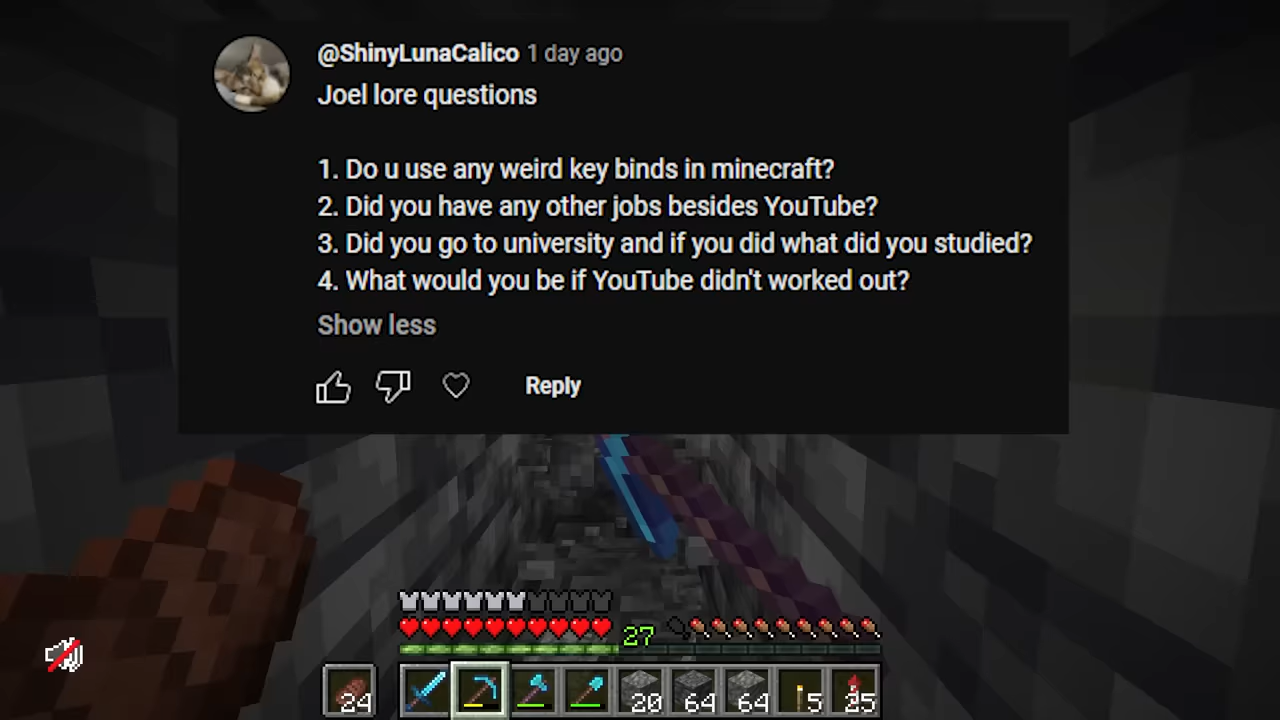 @ShinyLunaCalico 1 day ago
Joel lore questions
1. Do u use any weird key binds in minecraft?
2. Did you have any other jobs besides YouTube?
3. Did you go to university and if you did what did you studied?
4. What would you be if YouTube didn't worked out?
Show less
Reply
27
24 20 64 64 5 25